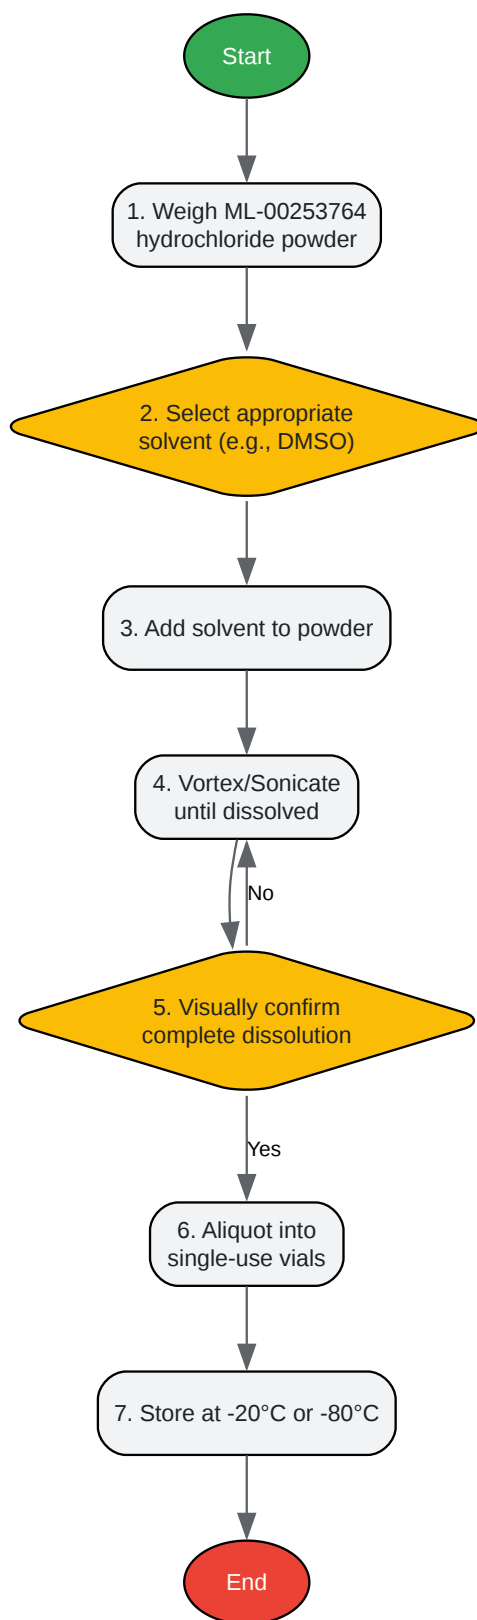 Start
1. Weigh ML-00253764
hydrochloride powder
2. Select appropriate
solvent (e.g., DMSO)
3. Add solvent to powder
4. Vortex/Sonicate
until dissolved
No
5. Visually confirm
complete dissolution
Yes
6. Aliquot into
single-use vials
7. Store at -20°C or -80°C
End